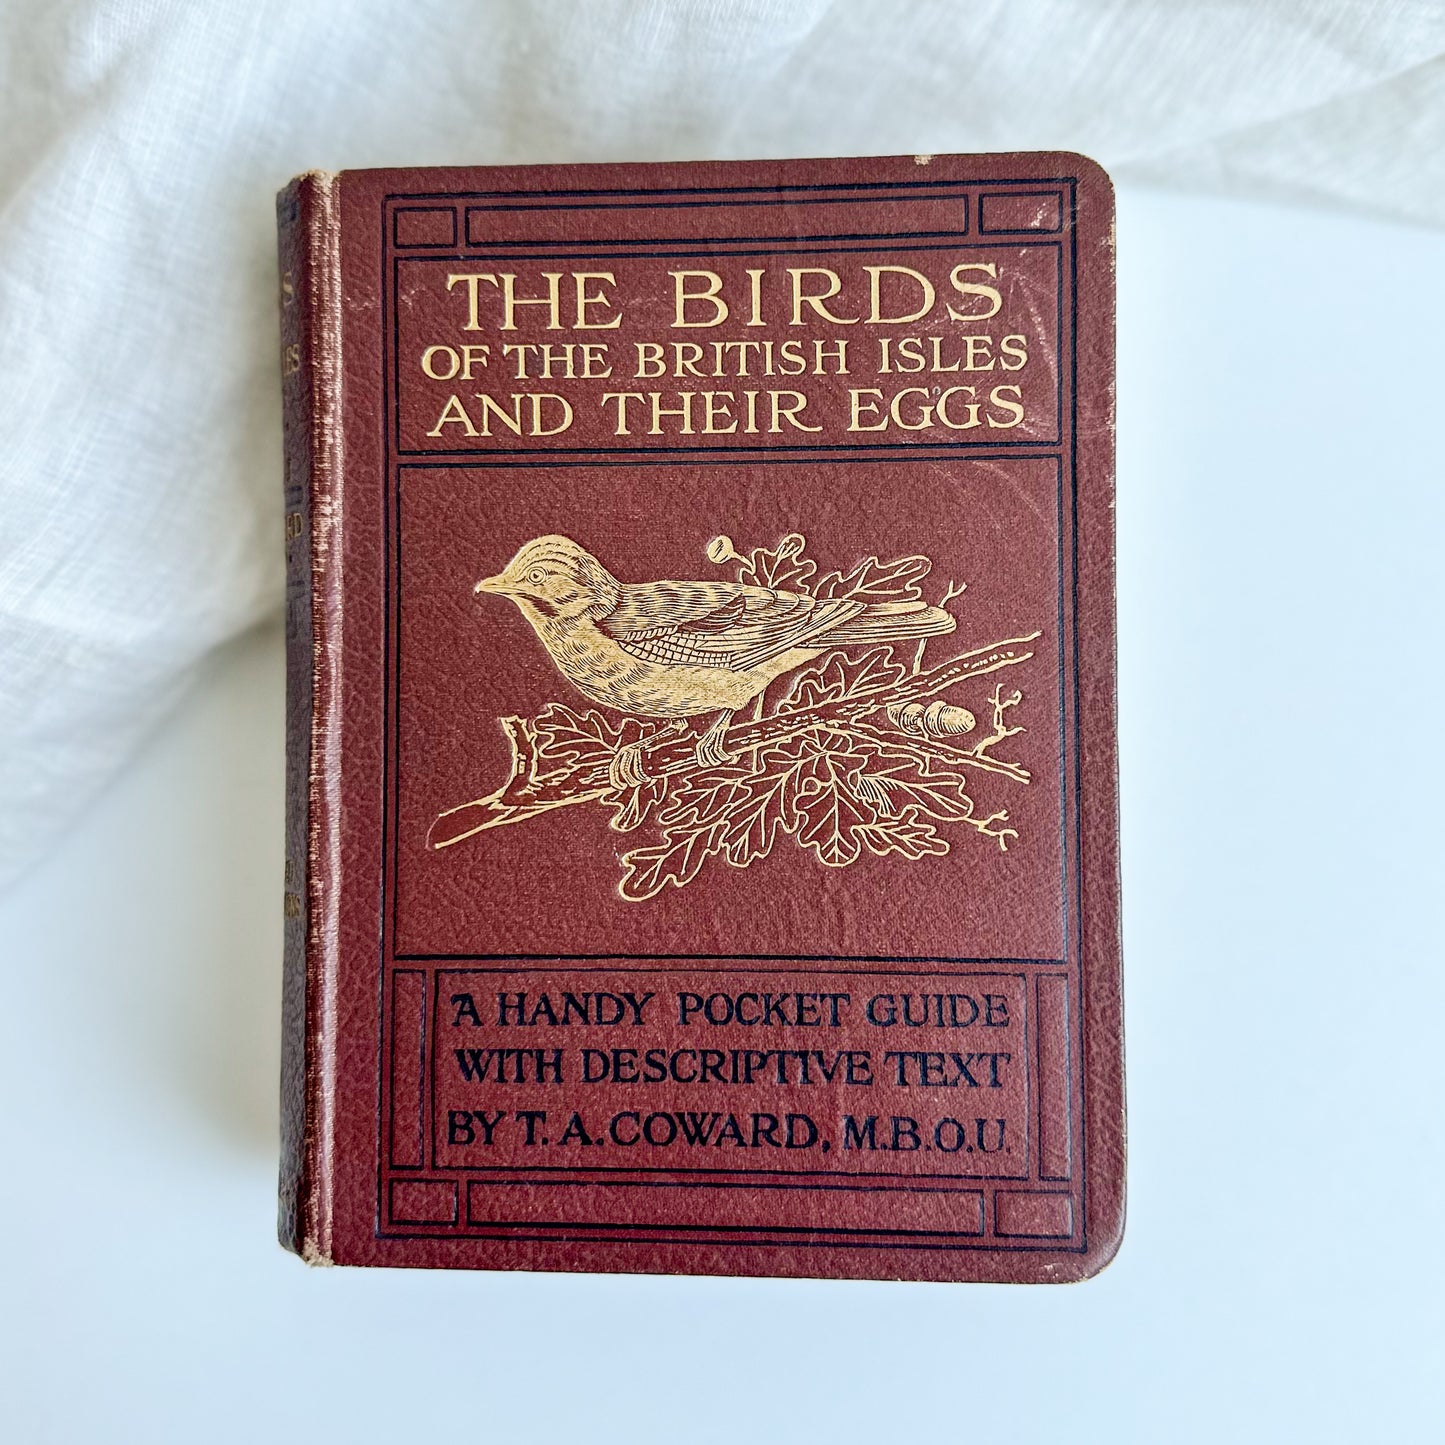 THE BIRDS
OF THE BRITISH ISLES
AND THEIR EGGS
A HANDY POCKET GUIDE
WITH DESCRIPTIVE TEXT
BY T. A. COWARD, M.B.O.U.